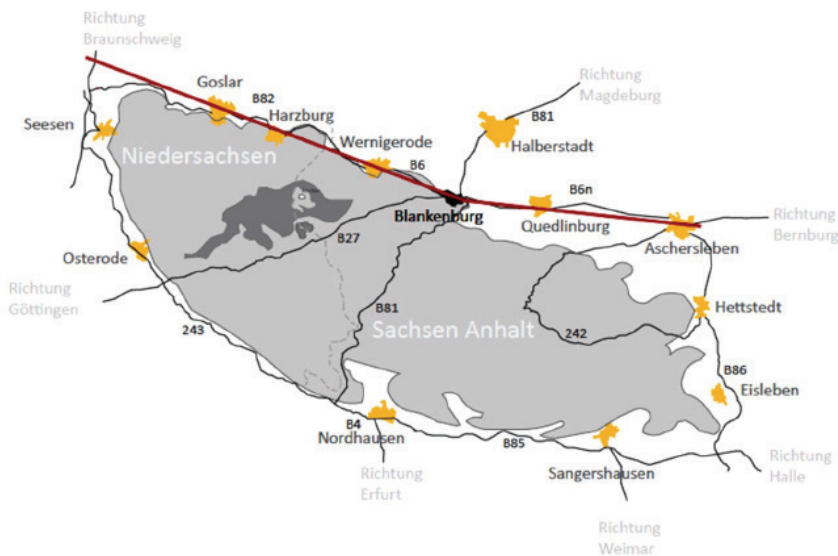 Richtung
Braunschweig
Goslar
B82
Harzburg
Seesen
Niedersachsen
Wernigerode
B6
Richtung
Magdeburg
B81
Halberstadt
B6n
Blankenburg
Quedlinburg
Aschersleben
Richtung
Bernburg
B27
Osterode
Richtung
Göttingen
243
B81
Sachsen Anhalt
242
Hettstedt
B86
Eisleben
B4
Nordhausen
B85
Sangershausen
Richtung
Halle
Richtung
Erfurt
Richtung
Weimar